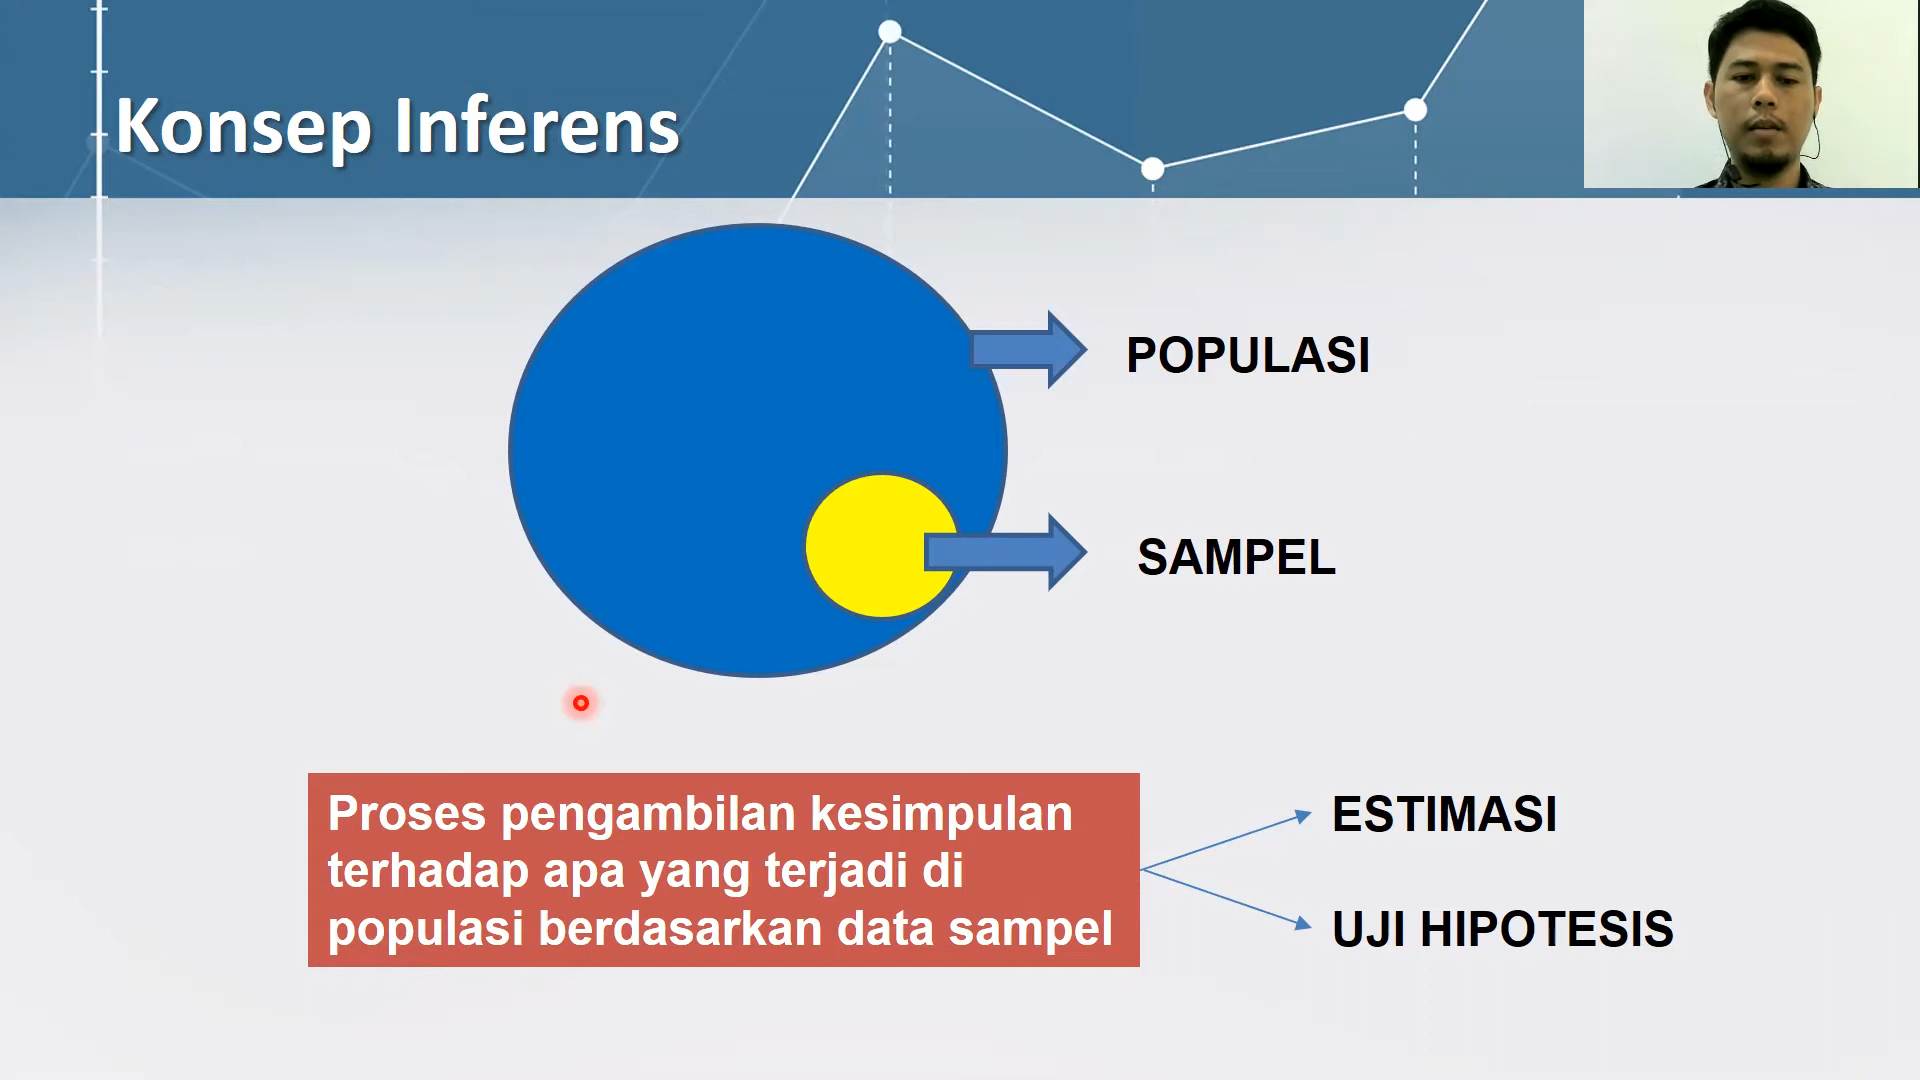 Konsep Inferens
POPULASI
SAMPEL
Proses pengambilan kesimpulan
terhadap apa yang terjadi di
populasi berdasarkan data sampel
ESTIMASI
UJI HIPOTESIS